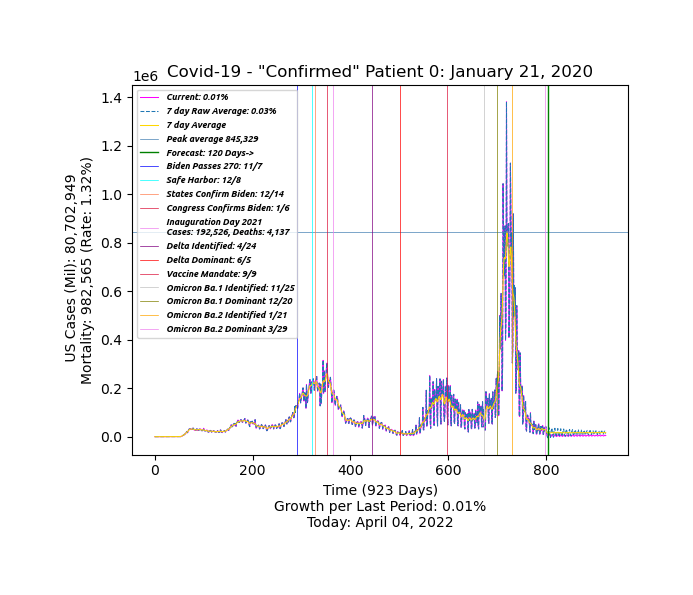 Covid-19 - "Confirmed" Patient 0: January 21, 2020
1e6
1.4
1.2
1.0
0.8
0.6
0.4
0.2
0.0
US Cases (Mil): 80,702,949
Mortality: 982,565 (Rate: 1.32%)
Current: 0.01%
7 day Raw Average: 0.03%
7 day Average
Peak average 845,329
Forecast: 120 Days->
Biden Passes 270: 11/7
Safe Harbor: 12/8
States Confirm Biden: 12/14
Congress Confirms Biden: 1/6
Inauguration Day 2021
Cases: 192,526, Deaths: 4,137
Delta Identified: 4/24
Delta Dominant: 6/5
Vaccine Mandate: 9/9
Omicron Ba.1 Identified: 11/25
Omicron Ba.1 Dominant 12/20
Omicron Ba.2 Identified 1/21
Omicron Ba.2 Dominant 3/29
0 200 400 600 800
Time (923 Days)
Growth per Last Period: 0.01%
Today: April 04, 2022